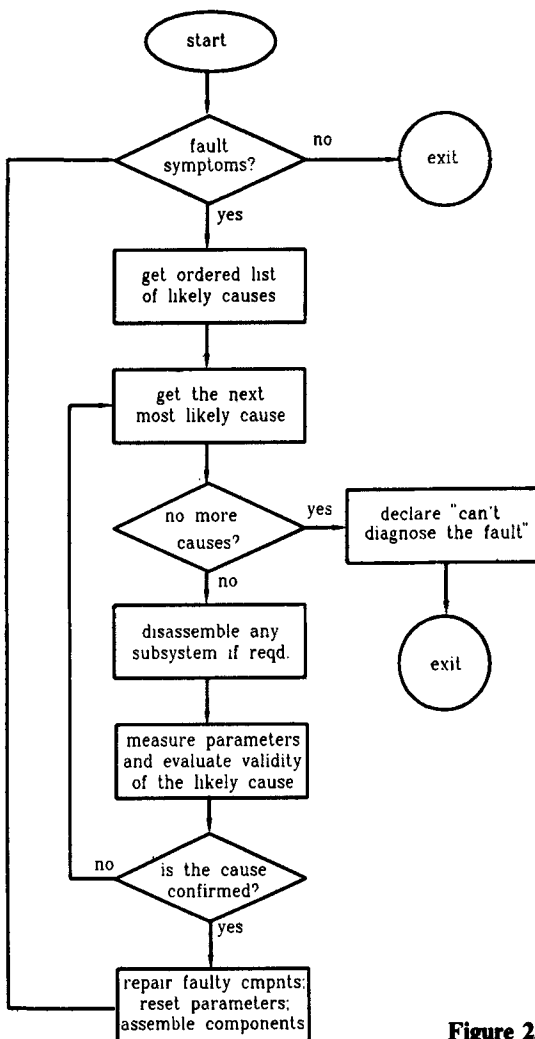 start
fault
symptoms?
no
exit
yes
get ordered list
of likely causes
get the next
most likely cause
no more
causes?
yes
declare "can't
diagnose the fault"
no
exit
disassemble any
subsystem if reqd.
measure parameters
and evaluate validity
of the likely cause
no
is the cause
confirmed?
yes
repair faulty cmpnts;
reset parameters;
assemble components
Figure 2